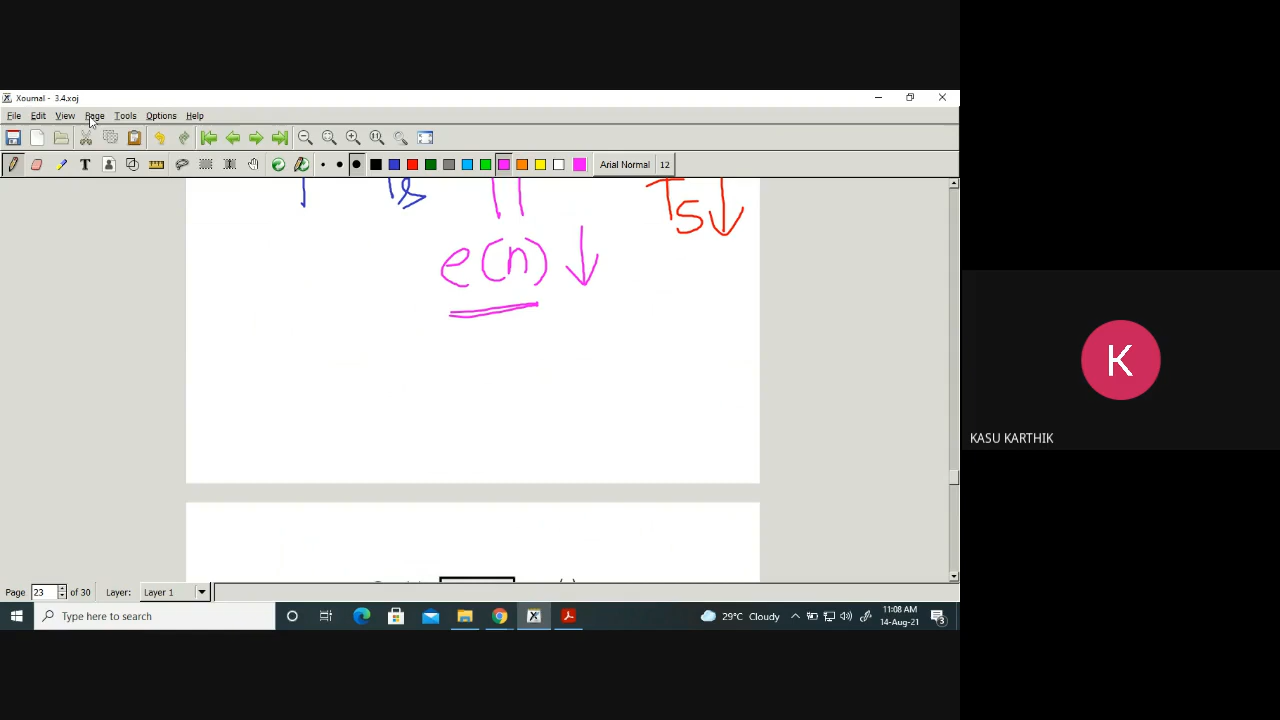 Xournal - 3.4.xoj
File Edit View Page Tools Options Help
Arial Normal 12
Ts↓
e(n) ↓
K
KASU KARTHIK
Page 23 of 30 Layer: Layer 1
Type here to search
29°C Cloudy
11:08 AM
14-Aug-21
3